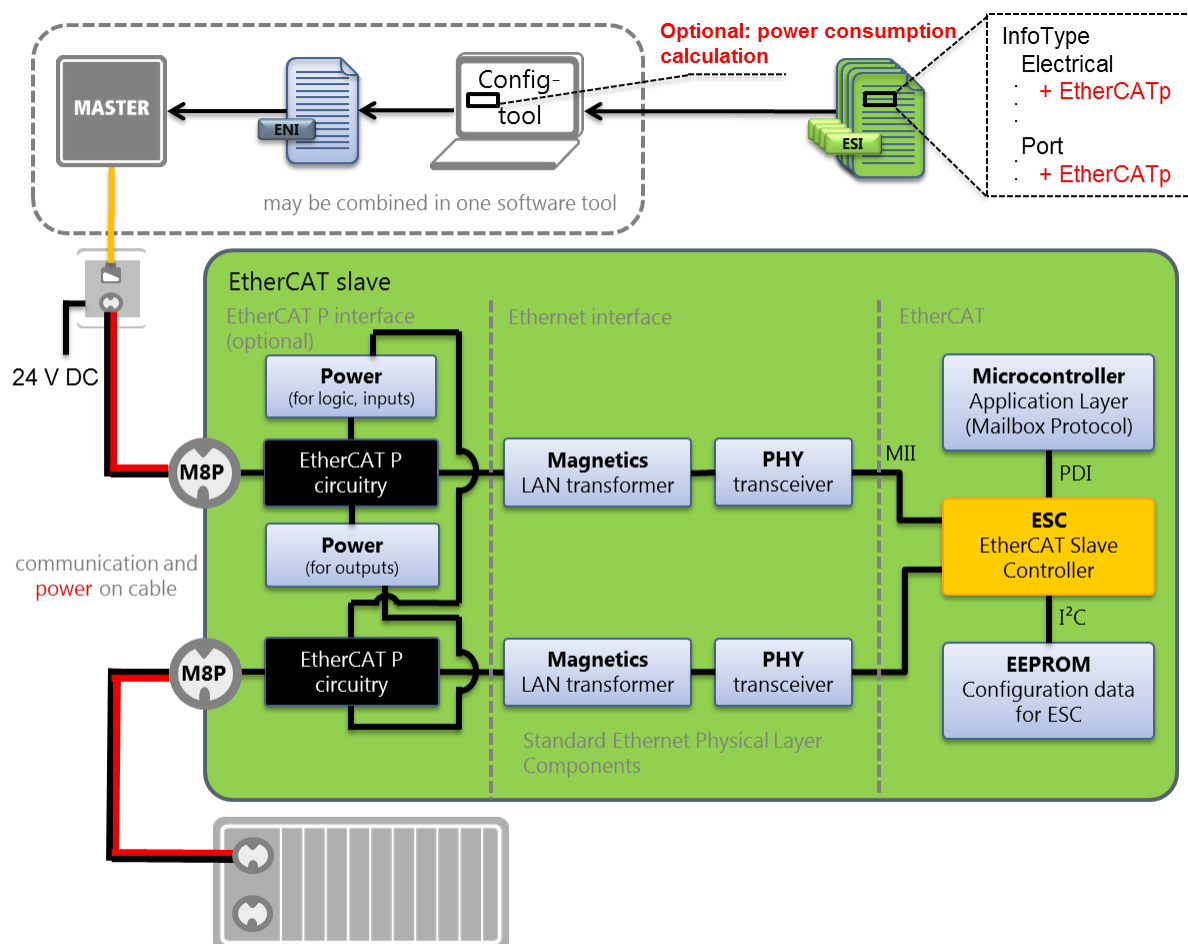 Optional: power consumption
calculation
InfoType
Electrical
.
. + EtherCATp
.
.
Port
.
. + EtherCATp
MASTER
ENI
Config-
tool
ESI
may be combined in one software tool
24 V DC
EtherCAT slave
EtherCAT P interface
(optional)
Ethernet interface
EtherCAT
Power
(for logic, inputs)
Microcontroller
Application Layer
(Mailbox Protocol)
M8P
EtherCAT P
circuitry
Magnetics
LAN transformer
PHY
transceiver
MII
PDI
ESC
EtherCAT Slave
Controller
Power
(for outputs)
communication and
power on cable
I²C
M8P
EtherCAT P
circuitry
Magnetics
LAN transformer
PHY
transceiver
EEPROM
Configuration data
for ESC
Standard Ethernet Physical Layer
Components